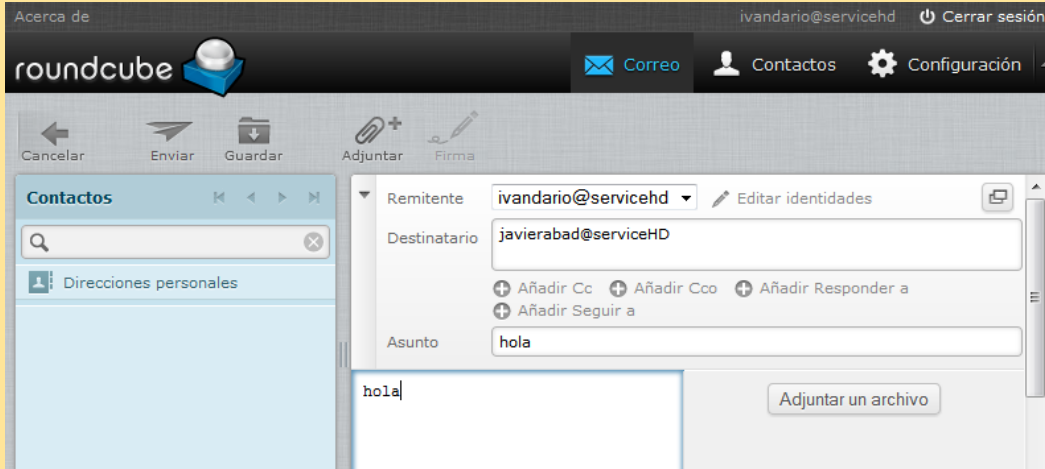 Acerca de ivandario@servicehd Cerrar sesión
roundcube Correo Contactos Configuración
Cancelar Enviar Guardar Adjuntar Firma
Contactos
Direcciones personales
Remitente ivandario@servicehd Editar identidades
Destinatario javierabad@serviceHD
Añadir Cc Añadir Cco Añadir Responder a
Añadir Seguir a
Asunto hola
hola
Adjuntar un archivo